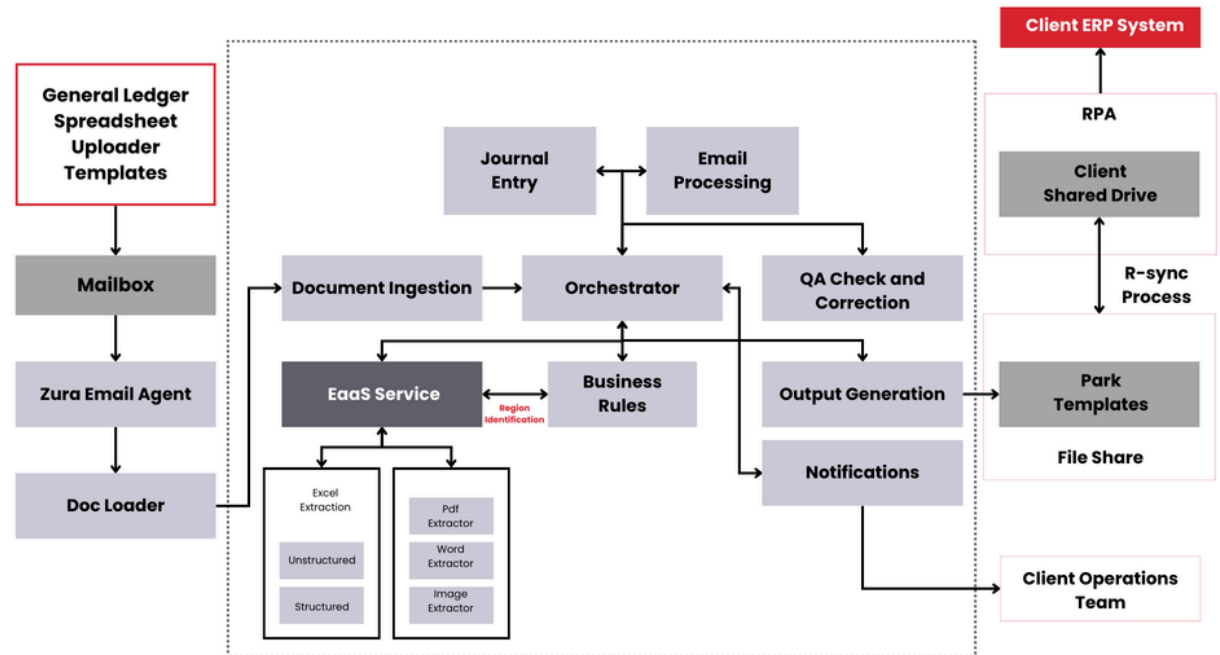 Client ERP System
General Ledger
Spreadsheet
Uploader
Templates
RPA
Journal
Entry
Email
Processing
Client
Shared Drive
Mailbox
Document Ingestion
Orchestrator
QA Check and
Correction
R-sync
Process
Zura Email Agent
EaaS Service
Region
Identification
Business
Rules
Output Generation
Park
Templates
File Share
Doc Loader
Notifications
Excel
Extraction
Unstructured
Structured
Pdf
Extractor
Word
Extractor
Image
Extractor
Client Operations
Team